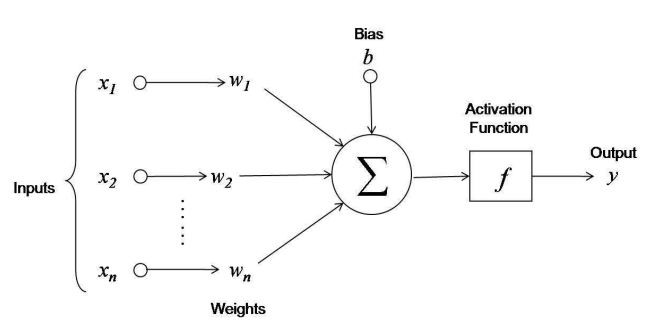 Bias
b
x1
w1
Activation
Function
Inputs
x2
w2
Σ
f
Output
y
xn
wn
Weights